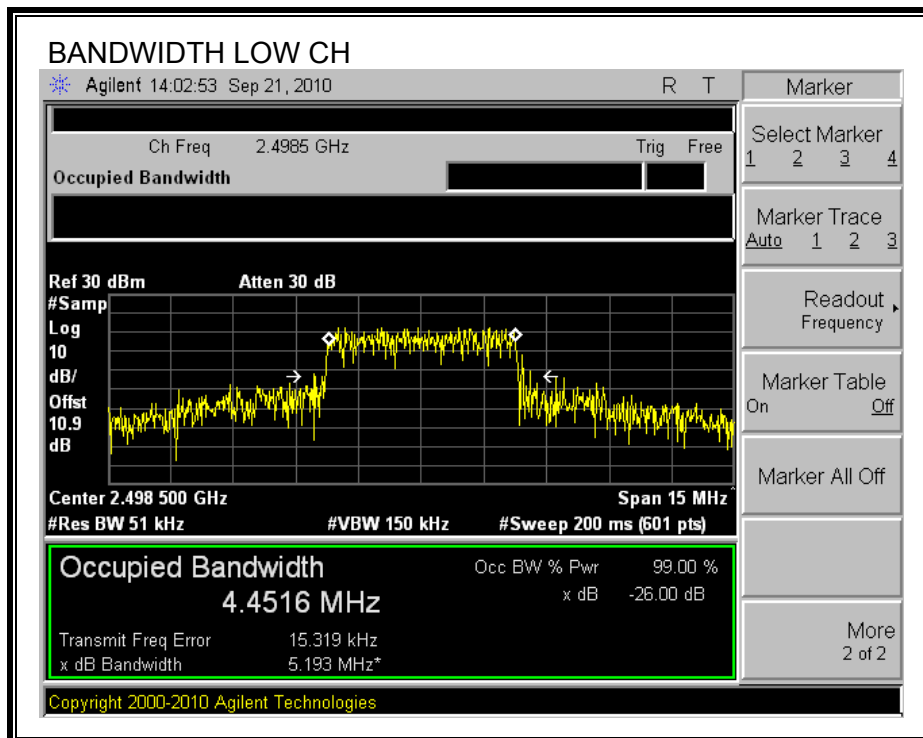 BANDWIDTH LOW CH
Agilent 14:02:53 Sep 21, 2010 R T
Marker
Ch Freq 2.4985 GHz Trig Free
Occupied Bandwidth
Select Marker
1 2 3 4
Marker Trace
Auto 1 2 3
Readout
Frequency
Marker Table
On Off
Marker All Off
More
2 of 2
Ref 30 dBm Atten 30 dB
#Samp
Log
10
dB/
Offst
10.9
dB
Center 2.498 500 GHz Span 15 MHz^
#Res BW 51 kHz #VBW 150 kHz #Sweep 200 ms (601 pts)
Occupied Bandwidth
4.4516 MHz
Occ BW % Pwr 99.00 %
x dB -26.00 dB
Transmit Freq Error 15.319 kHz
x dB Bandwidth 5.193 MHz*
Copyright 2000-2010 Agilent Technologies